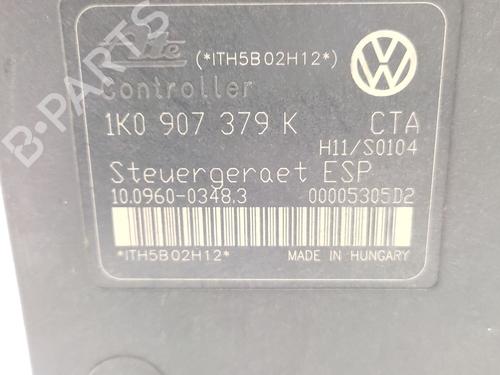 B-PARTS
Ate (*ITH5B02H12*)
Controller
1K0 907 379 K CTA
H11/S0104
Steuergeraet ESP
10.0960-0348.3 00005305D2
*ITH5B02H12* MADE IN HUNGARY